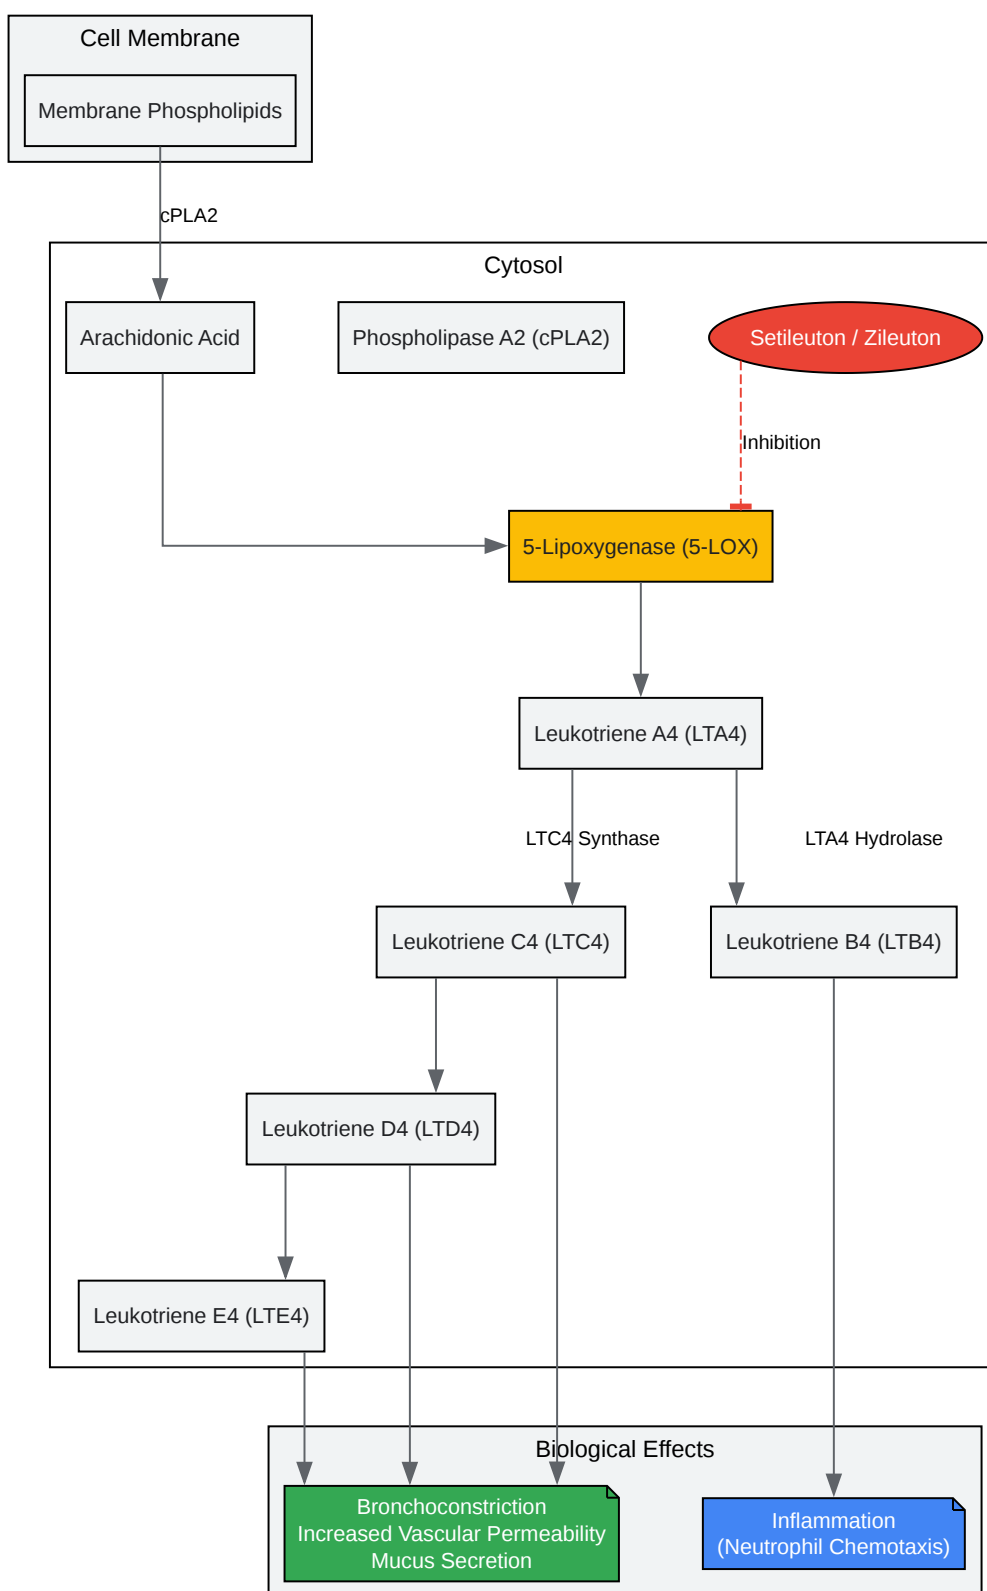 Cell Membrane
Membrane Phospholipids
cPLA2
Cytosol
Arachidonic Acid
Phospholipase A2 (cPLA2)
Setileuton / Zileuton
Inhibition
5-Lipoxygenase (5-LOX)
Leukotriene A4 (LTA4)
LTC4 Synthase
LTA4 Hydrolase
Leukotriene C4 (LTC4)
Leukotriene B4 (LTB4)
Leukotriene D4 (LTD4)
Leukotriene E4 (LTE4)
Biological Effects
Bronchoconstriction
Increased Vascular Permeability
Mucus Secretion
Inflammation
(Neutrophil Chemotaxis)